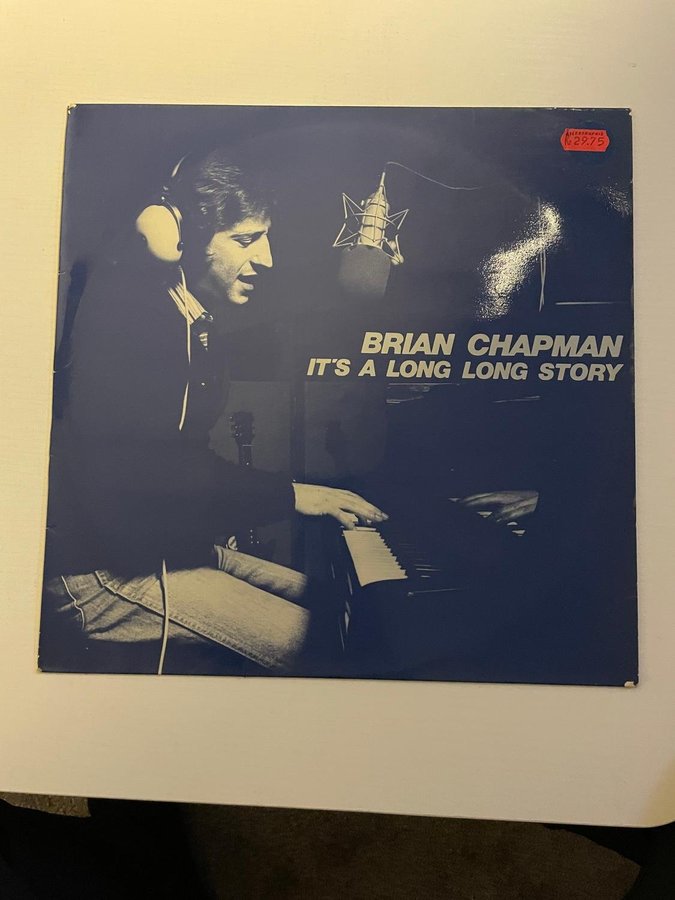 29.75
BRIAN CHAPMAN
IT'S A LONG LONG STORY